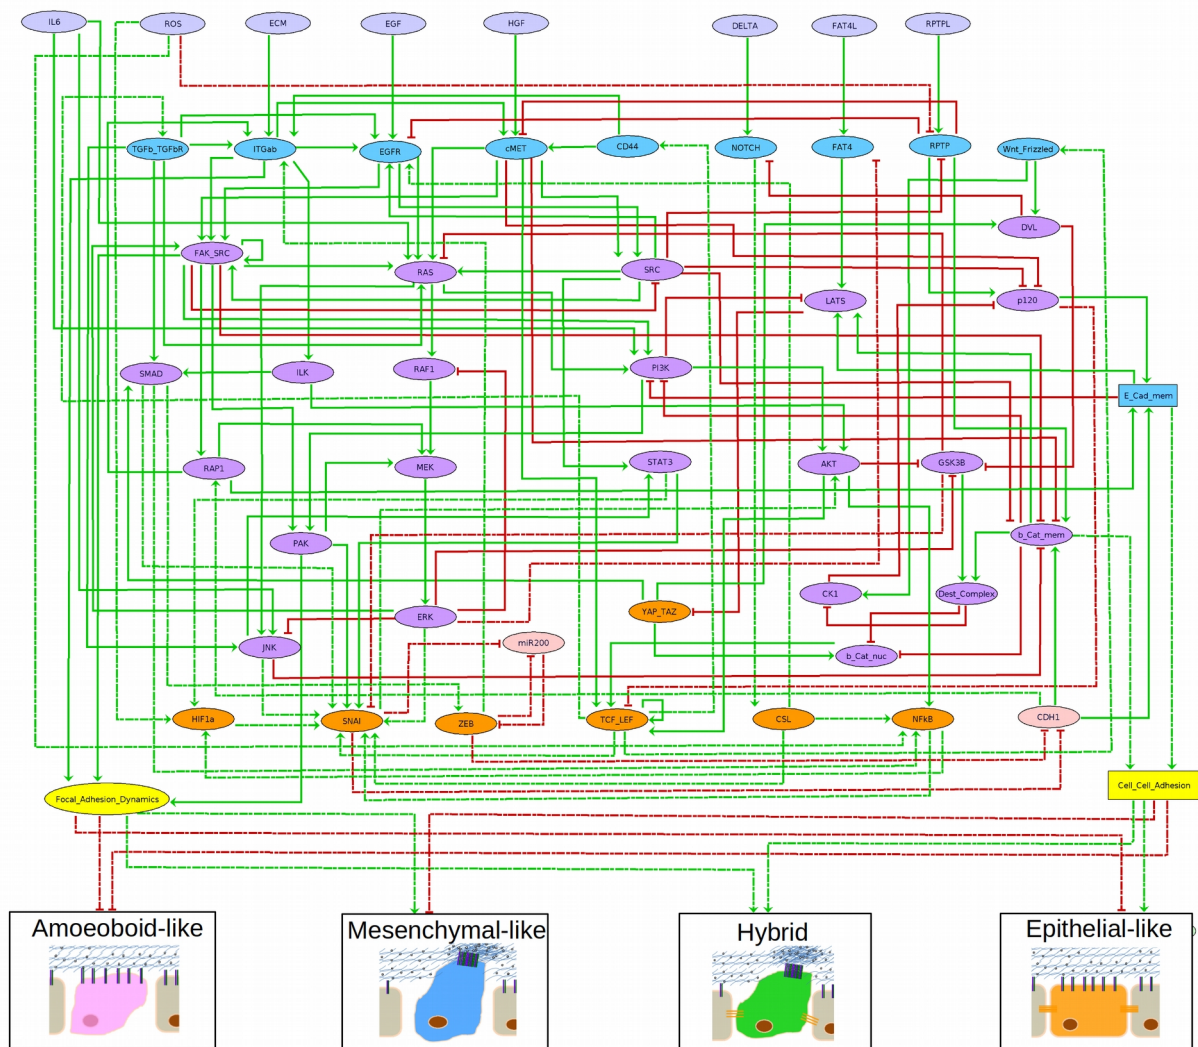 IL6
ROS
ECM
EGF
HGF
DELTA
FAT4L
RPTPL
TGFb_TGFbR
ITGab
EGFR
cMET
CD44
NOTCH
FAT4
RPTP
Wnt_Frizzled
DVL
FAK_SRC
RAS
SRC
LATS
p120
SMAD
ILK
RAF1
PI3K
E_Cad_mem
RAP1
MEK
STAT3
AKT
GSK3B
PAK
b_Cat_mem
CK1
Dest_Complex
ERK
YAP_TAZ
JNK
miR200
b_Cat_nuc
HIF1a
SNAI
ZEB
TCF_LEF
CSL
NFkB
CDH1
Focal_Adhesion_Dynamics
Cell_Cell_Adhesion
Amoeoboid-like
Mesenchymal-like
Hybrid
Epithelial-like